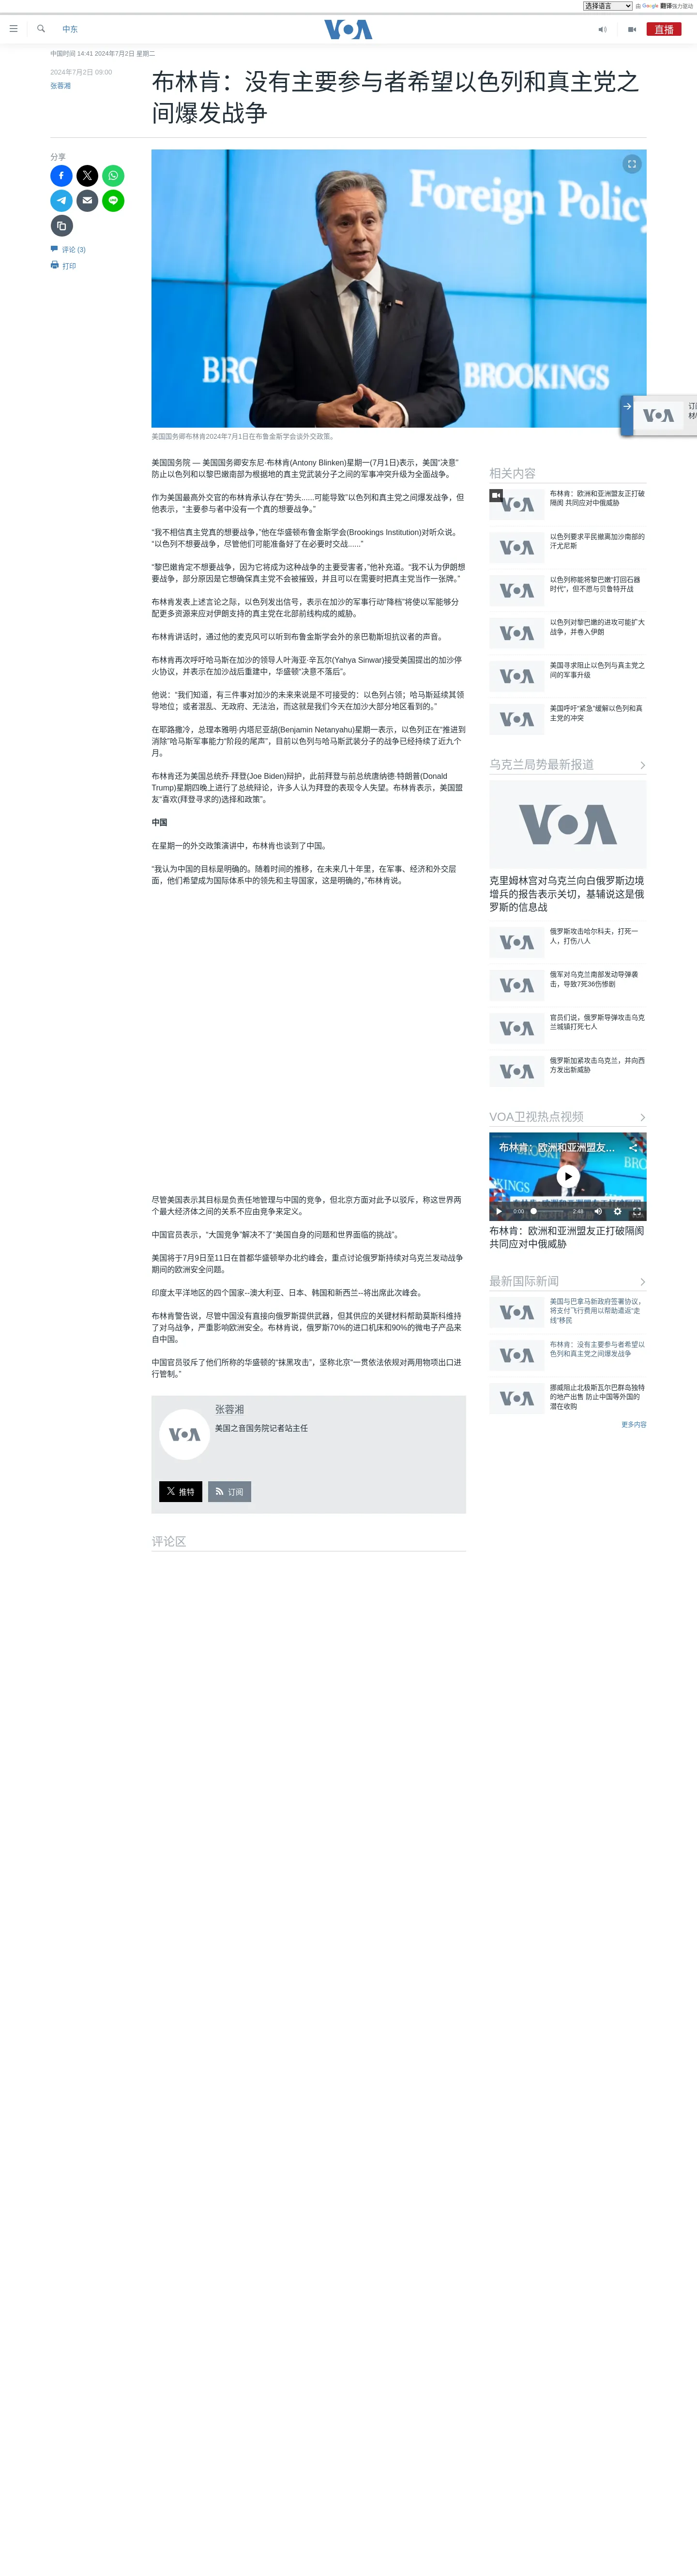 选择语言
由 Google 翻译强力驱动
中东
VOA
直播
中国时间 14:41 2024年7月2日 星期二
2024年7月2日 09:00
张蓉湘
布林肯：没有主要参与者希望以色列和真主党之
间爆发战争
分享
评论 (3)
打印
Foreign Policy
BROOKINGS
美国国务卿布林肯2024年7月1日在布鲁金斯学会谈外交政策。
美国国务院 — 美国国务卿安东尼·布林肯(Antony Blinken)星期一(7月1日)表示，美国“决意”
防止以色列和以黎巴嫩南部为根据地的真主党武装分子之间的军事冲突升级为全面战争。
作为美国最高外交官的布林肯承认存在“势头......可能导致”以色列和真主党之间爆发战争，但
他表示，“主要参与者中没有一个真的想要战争。”
“我不相信真主党真的想要战争，”他在华盛顿布鲁金斯学会(Brookings Institution)对听众说。
“以色列不想要战争，尽管他们可能准备好了在必要时交战......”
“黎巴嫩肯定不想要战争，因为它将成为这种战争的主要受害者，”他补充道。“我不认为伊朗想
要战争，部分原因是它想确保真主党不会被摧毁，并且可以在需要时把真主党当作一张牌。”
布林肯发表上述言论之际，以色列发出信号，表示在加沙的军事行动“降档”将使以军能够分
配更多资源来应对伊朗支持的真主党在北部前线构成的威胁。
布林肯讲话时，通过他的麦克风可以听到布鲁金斯学会外的亲巴勒斯坦抗议者的声音。
布林肯再次呼吁哈马斯在加沙的领导人叶海亚·辛瓦尔(Yahya Sinwar)接受美国提出的加沙停
火协议，并表示在加沙战后重建中，华盛顿“决意不落后”。
他说：“我们知道，有三件事对加沙的未来来说是不可接受的：以色列占领；哈马斯延续其领
导地位；或者混乱、无政府、无法治，而这就是我们今天在加沙大部分地区看到的。”
在耶路撒冷，总理本雅明·内塔尼亚胡(Benjamin Netanyahu)星期一表示，以色列正在“推进到
消除”哈马斯军事能力“阶段的尾声”，目前以色列与哈马斯武装分子的战争已经持续了近九个
月。
布林肯还为美国总统乔·拜登(Joe Biden)辩护，此前拜登与前总统唐纳德·特朗普(Donald
Trump)星期四晚上进行了总统辩论，许多人认为拜登的表现令人失望。布林肯表示，美国盟
友“喜欢(拜登寻求的)选择和政策”。
中国
在星期一的外交政策演讲中，布林肯也谈到了中国。
“我认为中国的目标是明确的。随着时间的推移，在未来几十年里，在军事、经济和外交层
面，他们希望成为国际体系中的领先和主导国家，这是明确的，”布林肯说。
尽管美国表示其目标是负责任地管理与中国的竞争，但北京方面对此予以驳斥，称这世界两
个最大经济体之间的关系不应由竞争来定义。
中国官员表示，“大国竞争”解决不了“美国自身的问题和世界面临的挑战”。
美国将于7月9日至11日在首都华盛顿举办北约峰会，重点讨论俄罗斯持续对乌克兰发动战争
期间的欧洲安全问题。
印度太平洋地区的四个国家--澳大利亚、日本、韩国和新西兰--将出席此次峰会。
布林肯警告说，尽管中国没有直接向俄罗斯提供武器，但其供应的关键材料帮助莫斯科维持
了对乌战争，严重影响欧洲安全。布林肯说，俄罗斯70%的进口机床和90%的微电子产品来
自中国。
中国官员驳斥了他们所称的华盛顿的“抹黑攻击”，坚称北京“一贯依法依规对两用物项出口进
行管制。”
VOA
张蓉湘
美国之音国务院记者站主任
推特
订阅
评论区
VOA
相关内容
VOA
布林肯：欧洲和亚洲盟友正打破
隔阂 共同应对中俄威胁
VOA
以色列要求平民撤离加沙南部的
汗尤尼斯
VOA
以色列称能将黎巴嫩“打回石器
时代”，但不愿与贝鲁特开战
VOA
以色列对黎巴嫩的进攻可能扩大
战争，并卷入伊朗
VOA
美国寻求阻止以色列与真主党之
间的军事升级
VOA
美国呼吁“紧急”缓解以色列和真
主党的冲突
乌克兰局势最新报道
VOA
克里姆林宫对乌克兰向白俄罗斯边境
增兵的报告表示关切，基辅说这是俄
罗斯的信息战
VOA
俄罗斯攻击哈尔科夫，打死一
人，打伤八人
VOA
俄军对乌克兰南部发动导弹袭
击，导致7死36伤惨剧
VOA
官员们说，俄罗斯导弹攻击乌克
兰城镇打死七人
VOA
俄罗斯加紧攻击乌克兰，并向西
方发出新威胁
VOA卫视热点视频
布林肯：欧洲和亚洲盟友...
0:00
2:48
布林肯：欧洲和亚洲盟友正打破隔阂
共同应对中俄威胁
最新国际新闻
VOA
美国与巴拿马新政府签署协议，
将支付飞行费用以帮助遣返“走
线”移民
VOA
布林肯：没有主要参与者希望以
色列和真主党之间爆发战争
VOA
挪威阻止北极斯瓦尔巴群岛独特
的地产出售 防止中国等外国的
潜在收购
更多内容